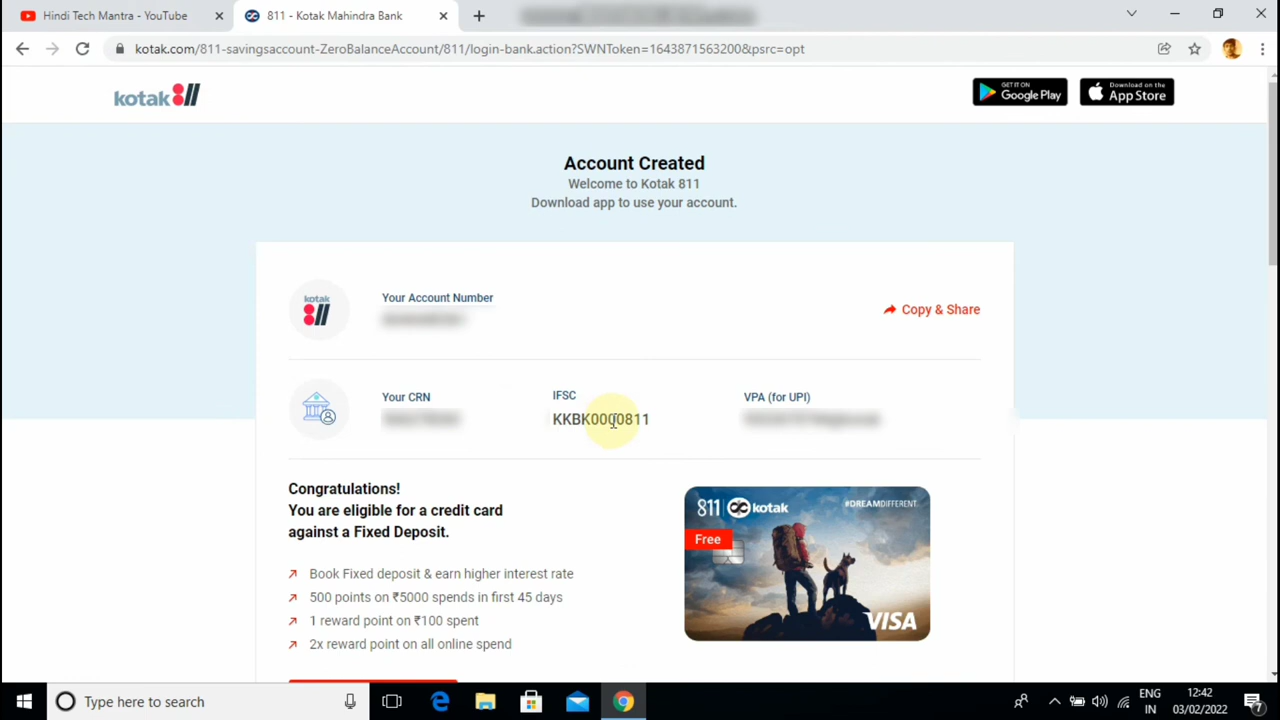 Hindi Tech Mantra - YouTube
811 - Kotak Mahindra Bank
kotak.com/811-savingsaccount-ZeroBalanceAccount/811/login-bank.action?SWNToken=1643871563200&psrc=opt
kotak 811
GET IT ON
Google Play
Download on the
App Store
Account Created
Welcome to Kotak 811
Download app to use your account.
kotak
811
Your Account Number
Copy & Share
Your CRN
IFSC
KKBK0000811
VPA (for UPI)
Congratulations!
You are eligible for a credit card
against a Fixed Deposit.
Book Fixed deposit & earn higher interest rate
500 points on ₹5000 spends in first 45 days
1 reward point on ₹100 spent
2x reward point on all online spend
811 kotak
#DREAMDIFFERENT
Free
VISA
Type here to search
ENG
IN
12:42
03/02/2022
7